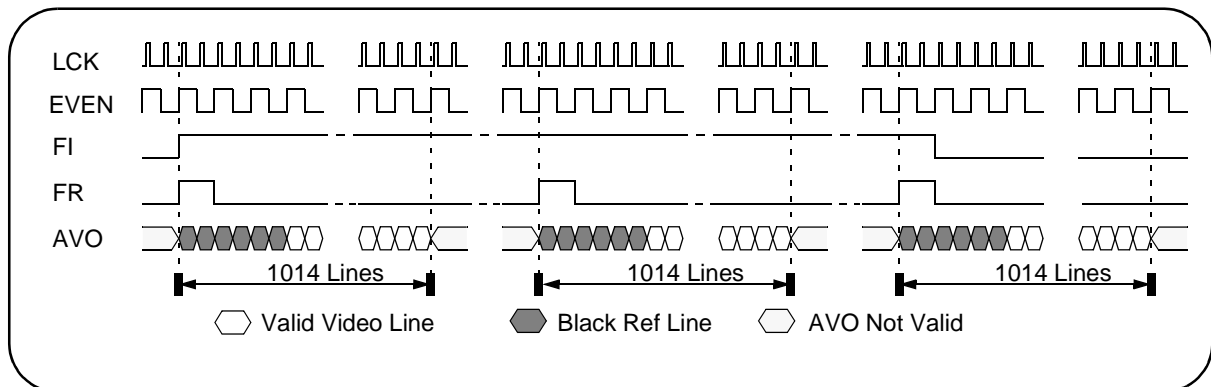 LCK
EVEN
FI
FR
AVO
1014 Lines 1014 Lines 1014 Lines
Valid Video Line Black Ref Line AVO Not Valid